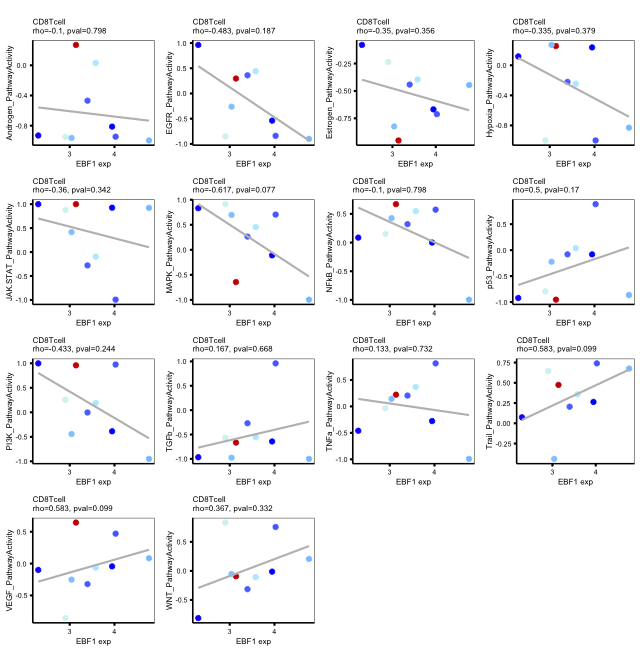 CD8Tcell
rho=-0.1, pval=0.798
Androgen_PathwayActivity
0.0
-0.4
-0.8
3
4
EBF1 exp
CD8Tcell
rho=-0.483, pval=0.187
EGFR_PathwayActivity
1.0
0.5
0.0
-0.5
-1.0
3
4
EBF1 exp
CD8Tcell
rho=-0.35, pval=0.356
Estrogen_PathwayActivity
-0.25
-0.50
-0.75
3
4
EBF1 exp
CD8Tcell
rho=-0.335, pval=0.379
Hypoxia_PathwayActivity
0.0
-0.4
-0.8
3
4
EBF1 exp
CD8Tcell
rho=-0.36, pval=0.342
JAK.STAT_PathwayActivity
1.0
0.5
0.0
-0.5
-1.0
3
4
EBF1 exp
CD8Tcell
rho=-0.617, pval=0.077
MAPK_PathwayActivity
1.0
0.5
0.0
-0.5
-1.0
3
4
EBF1 exp
CD8Tcell
rho=-0.1, pval=0.798
NFkB_PathwayActivity
0.5
0.0
-0.5
-1.0
3
4
EBF1 exp
CD8Tcell
rho=0.5, pval=0.17
p53_PathwayActivity
0.5
0.0
-0.5
-1.0
3
4
EBF1 exp
CD8Tcell
rho=-0.433, pval=0.244
PI3K_PathwayActivity
1.0
0.5
0.0
-0.5
-1.0
3
4
EBF1 exp
CD8Tcell
rho=0.167, pval=0.668
TGFb_PathwayActivity
1.0
0.5
0.0
-0.5
-1.0
3
4
EBF1 exp
CD8Tcell
rho=0.133, pval=0.732
TNFa_PathwayActivity
0.5
0.0
-0.5
-1.0
3
4
EBF1 exp
CD8Tcell
rho=0.583, pval=0.099
Trail_PathwayActivity
0.75
0.50
0.25
0.00
-0.25
3
4
EBF1 exp
CD8Tcell
rho=0.583, pval=0.099
VEGF_PathwayActivity
0.5
0.0
-0.5
3
4
EBF1 exp
CD8Tcell
rho=0.367, pval=0.332
WNT_PathwayActivity
0.5
0.0
-0.5
3
4
EBF1 exp